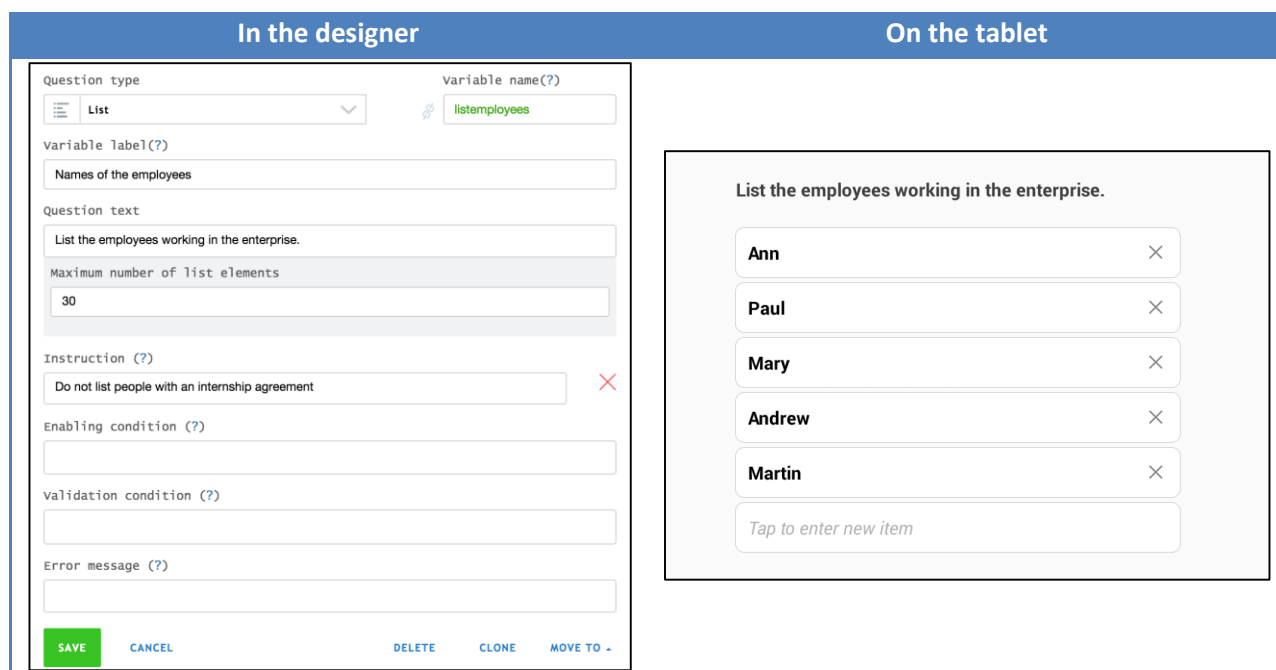 In the designer
On the tablet
Question type
Variable name(?)
List
listemployees
Variable label(?)
Names of the employees
Question text
List the employees working in the enterprise.
Maximum number of list elements
30
Instruction (?)
Do not list people with an internship agreement
Enabling condition (?)
Validation condition (?)
Error message (?)
SAVE
CANCEL
DELETE
CLONE
MOVE TO
List the employees working in the enterprise.
Ann
Paul
Mary
Andrew
Martin
Tap to enter new item